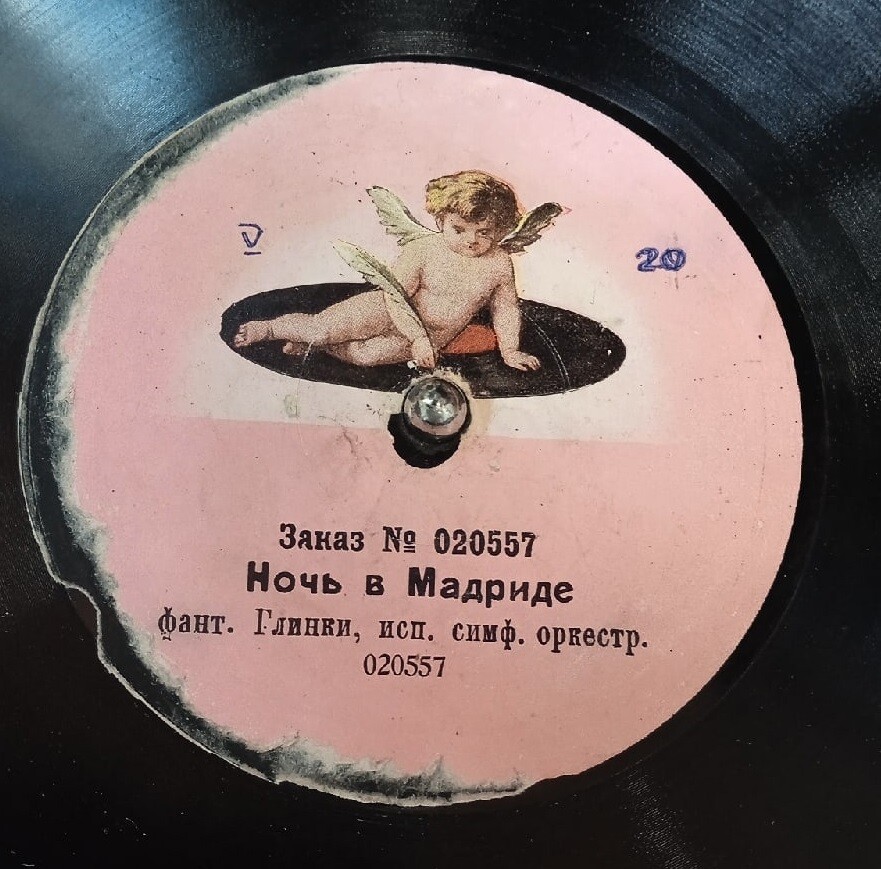 V 20
Заказ № 020557
Ночь в Мадриде
фант. Глинки, исп. симф. оркестр.
020557